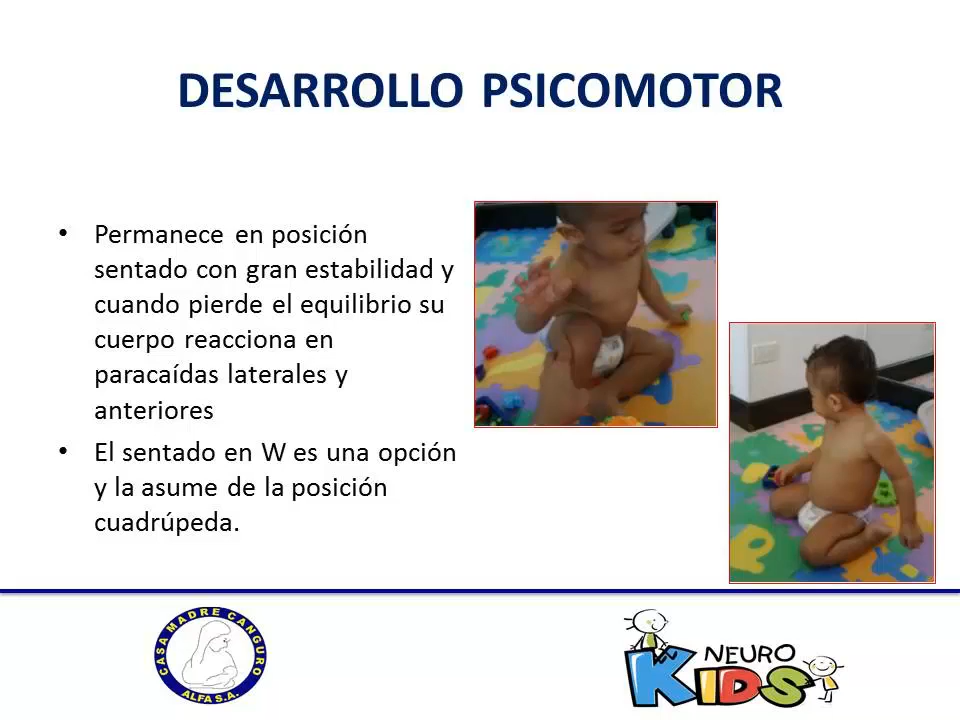 DESARROLLO PSICOMOTOR
• Permanece en posición
sentado con gran estabilidad y
cuando pierde el equilibrio su
cuerpo reacciona en
paracaídas laterales y
anteriores
• El sentado en W es una opción
y la asume de la posición
cuadrúpeda.
CASA MADRE CANGURO
ALFA S.A.
NEURO
KIDS